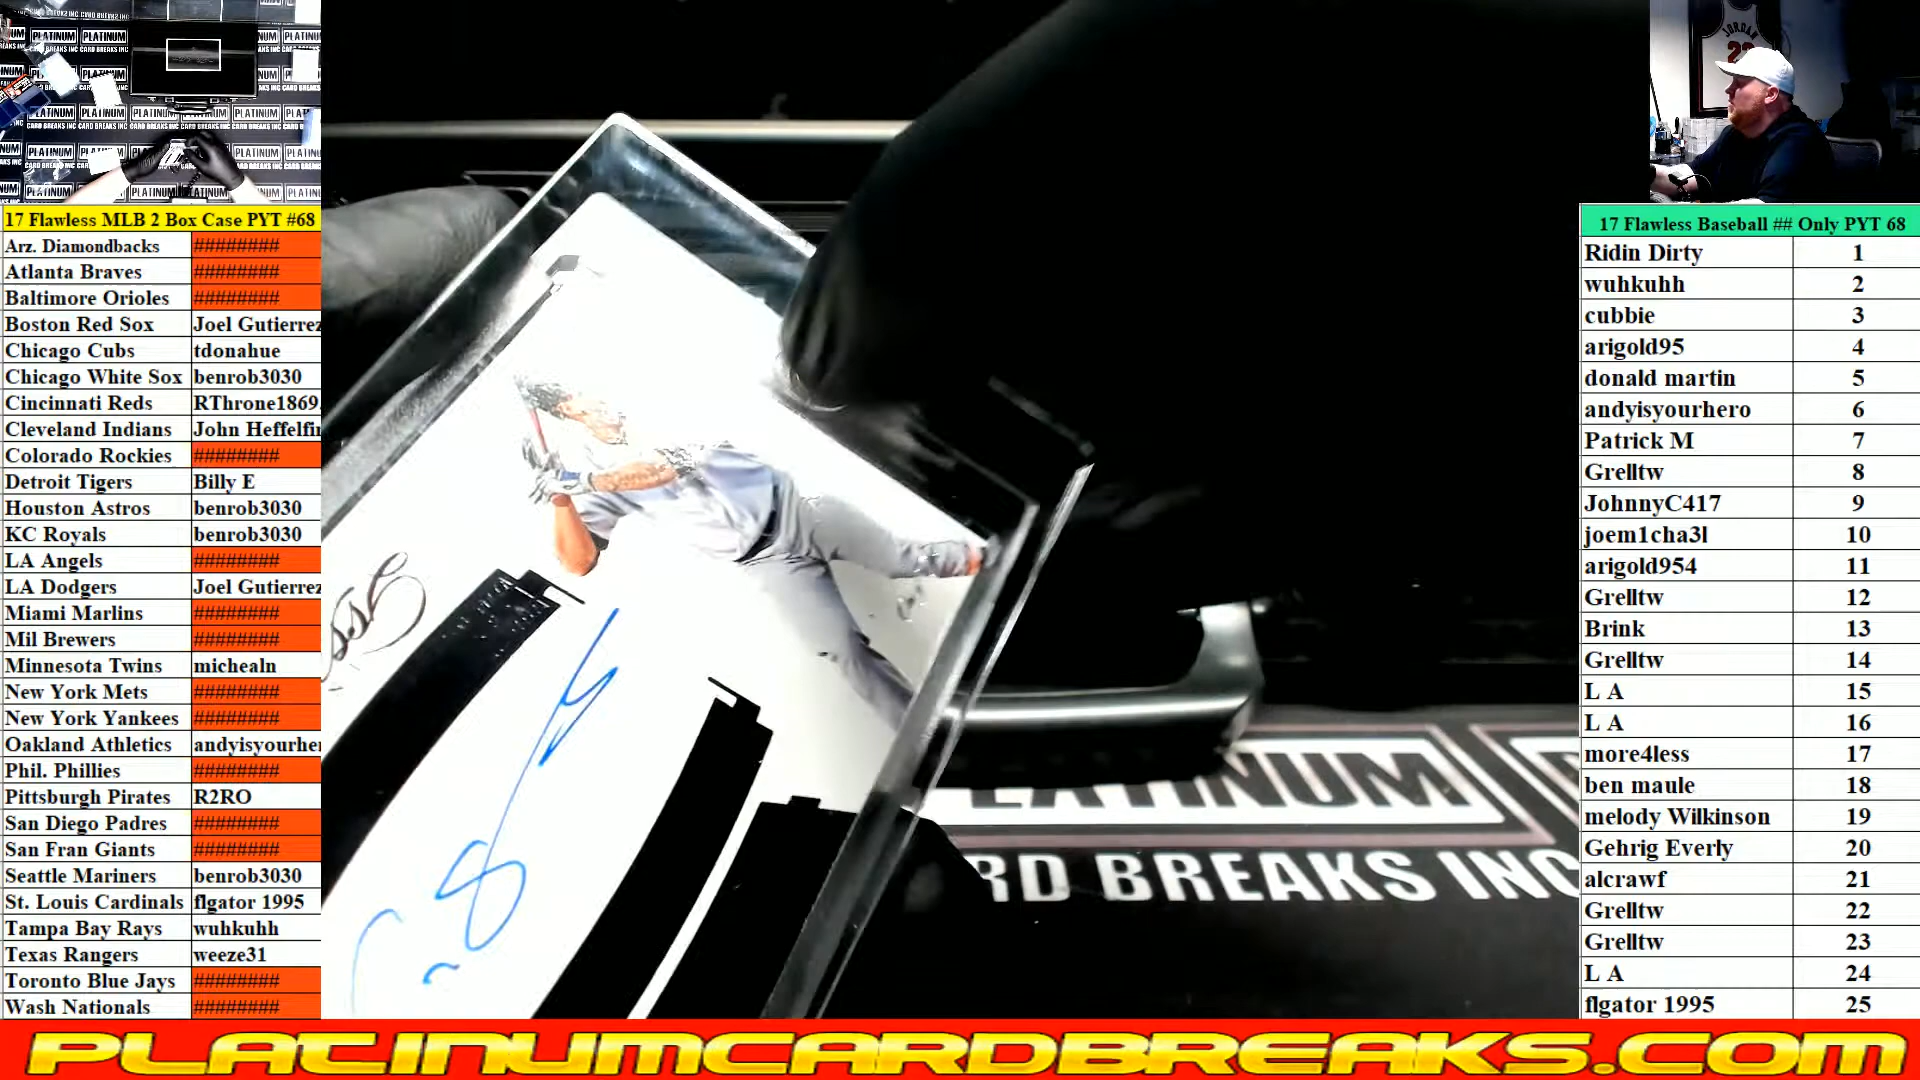 17 Flawless MLB 2 Box Case PYT #68
Arz. Diamondbacks ########
Atlanta Braves ########
Baltimore Orioles ########
Boston Red Sox Joel Gutierrez
Chicago Cubs tdonahue
Chicago White Sox benrob3030
Cincinnati Reds RThrone1869.
Cleveland Indians John Heffelfi
Colorado Rockies ########
Detroit Tigers Billy E
Houston Astros benrob3030
KC Royals benrob3030
LA Angels ########
LA Dodgers Joel Gutierrez
Miami Marlins ########
Mil Brewers ########
Minnesota Twins michealn
New York Mets ########
New York Yankees ########
Oakland Athletics andyisyourhe
Phil. Phillies ########
Pittsburgh Pirates R2RO
San Diego Padres ########
San Fran Giants ########
Seattle Mariners benrob3030
St. Louis Cardinals flgator 1995
Tampa Bay Rays wuhkuhh
Texas Rangers weeze31
Toronto Blue Jays ########
Wash Nationals ########
PLATINUM
RD BREAKS INC
JORDAN
17 Flawless Baseball ## Only PYT 68
Ridin Dirty 1
wuhkuhh 2
cubbie 3
arigold95 4
donald martin 5
andyisyourhero 6
Patrick M 7
Grelltw 8
JohnnyC417 9
joem1cha3l 10
arigold954 11
Grelltw 12
Brink 13
Grelltw 14
L A 15
L A 16
more4less 17
ben maule 18
melody Wilkinson 19
Gehrig Everly 20
alcrawf 21
Grelltw 22
Grelltw 23
L A 24
flgator 1995 25
PLATINUMCARDBREAKS.COM